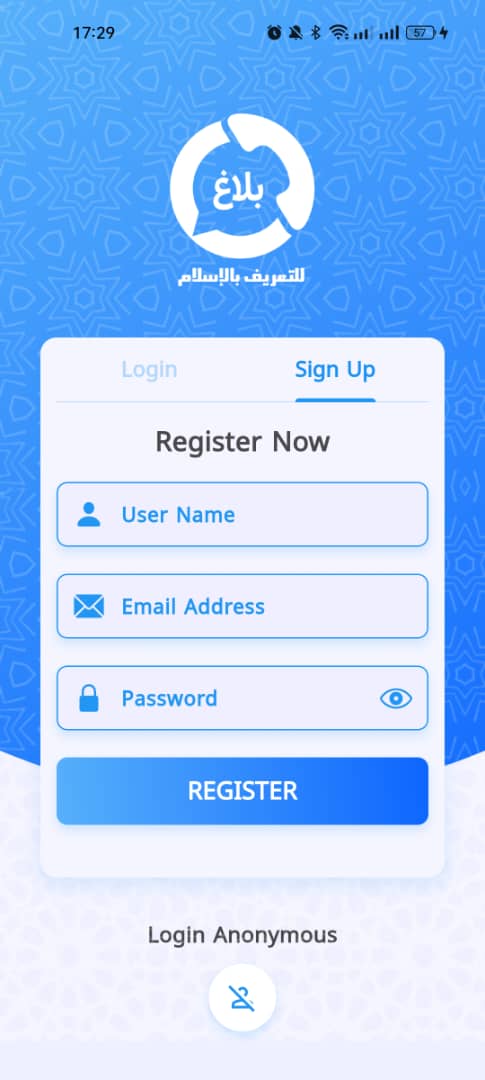 17:29
57
بلاغ
للتعريف بالإسلام
Login
Sign Up
Register Now
User Name
Email Address
Password
REGISTER
Login Anonymous